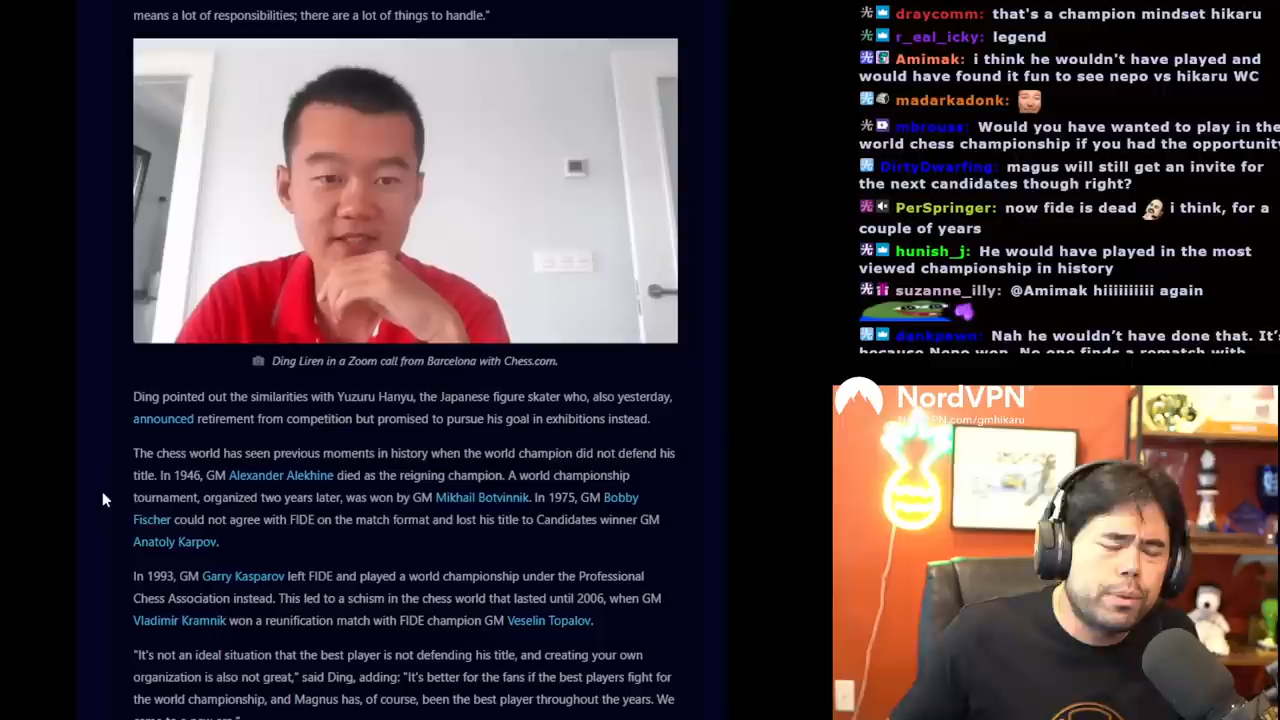 means a lot of responsibilities; there are a lot of things to handle."
Ding Liren in a Zoom call from Barcelona with Chess.com.
Ding pointed out the similarities with Yuzuru Hanyu, the Japanese figure skater who, also yesterday,
announced retirement from competition but promised to pursue his goal in exhibitions instead.
The chess world has seen previous moments in history when the world champion did not defend his
title. In 1946, GM Alexander Alekhine died as the reigning champion. A world championship
tournament, organized two years later, was won by GM Mikhail Botvinnik. In 1975, GM Bobby
Fischer could not agree with FIDE on the match format and lost his title to Candidates winner GM
Anatoly Karpov.
In 1993, GM Garry Kasparov left FIDE and played a world championship under the Professional
Chess Association instead. This led to a schism in the chess world that lasted until 2006, when GM
Vladimir Kramnik won a reunification match with FIDE champion GM Veselin Topalov.
"It's not an ideal situation that the best player is not defending his title, and creating your own
organization is also not great," said Ding, adding: "It's better for the fans if the best players fight for
the world championship, and Magnus has, of course, been the best player throughout the years. We
draycomm: that's a champion mindset hikaru
r_eal_icky: legend
Amimak: i think he wouldn't have played and
would have found it fun to see nepo vs hikaru WC
madarkadonk:
mbrouss: Would you have wanted to play in the
world chess championship if you had the opportunity
DirtyDwarfing: magus will still get an invite for
the next candidates though right?
PerSpringer: now fide is dead i think, for a
couple of years
hunish_j: He would have played in the most
viewed championship in history
suzanne_illy: @Amimak hiiiiiiiiii again
dankpawn: Nah he wouldn't have done that. It's
because Nepo won. No one finds a rematch with
NordVPN
NordVPN.com/gmhikaru